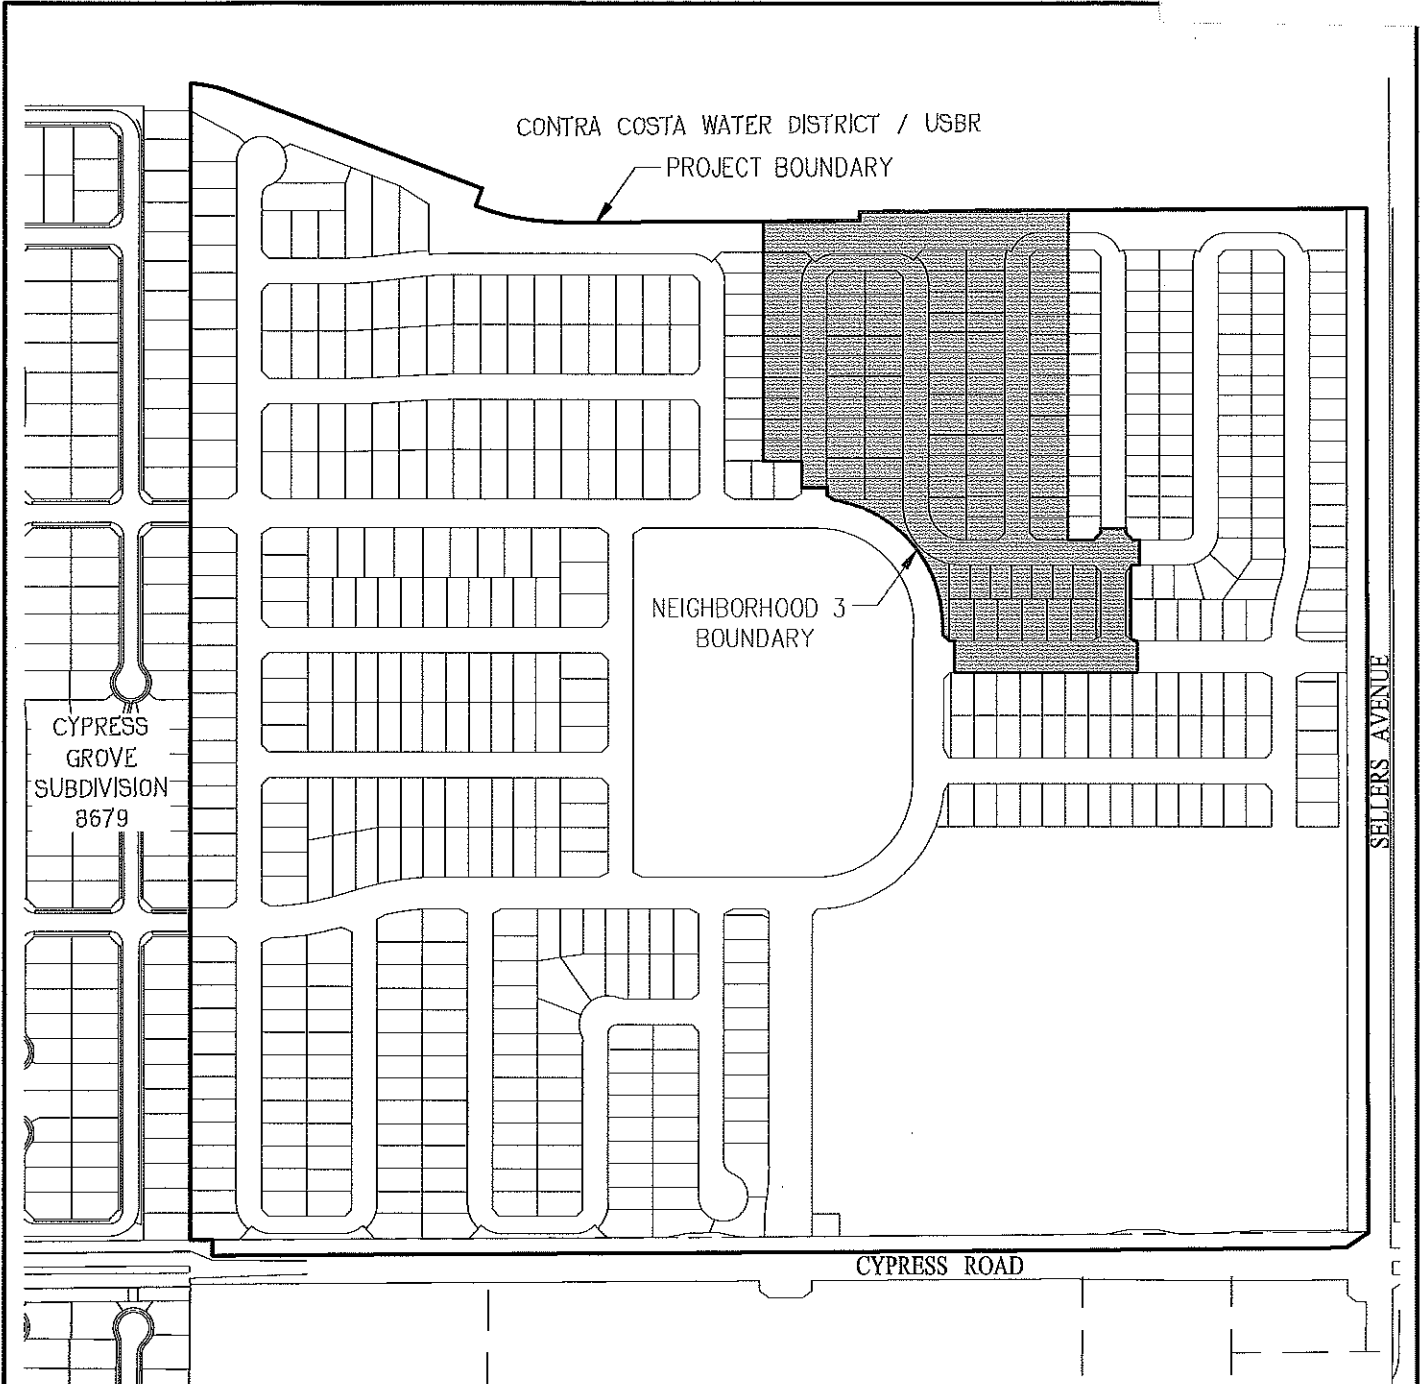 CONTRA COSTA WATER DISTRICT / USBR
PROJECT BOUNDARY
NEIGHBORHOOD 3
BOUNDARY
CYPRESS
GROVE
SUBDIVISION
8679
SELLERS AVENUE
CYPRESS ROAD